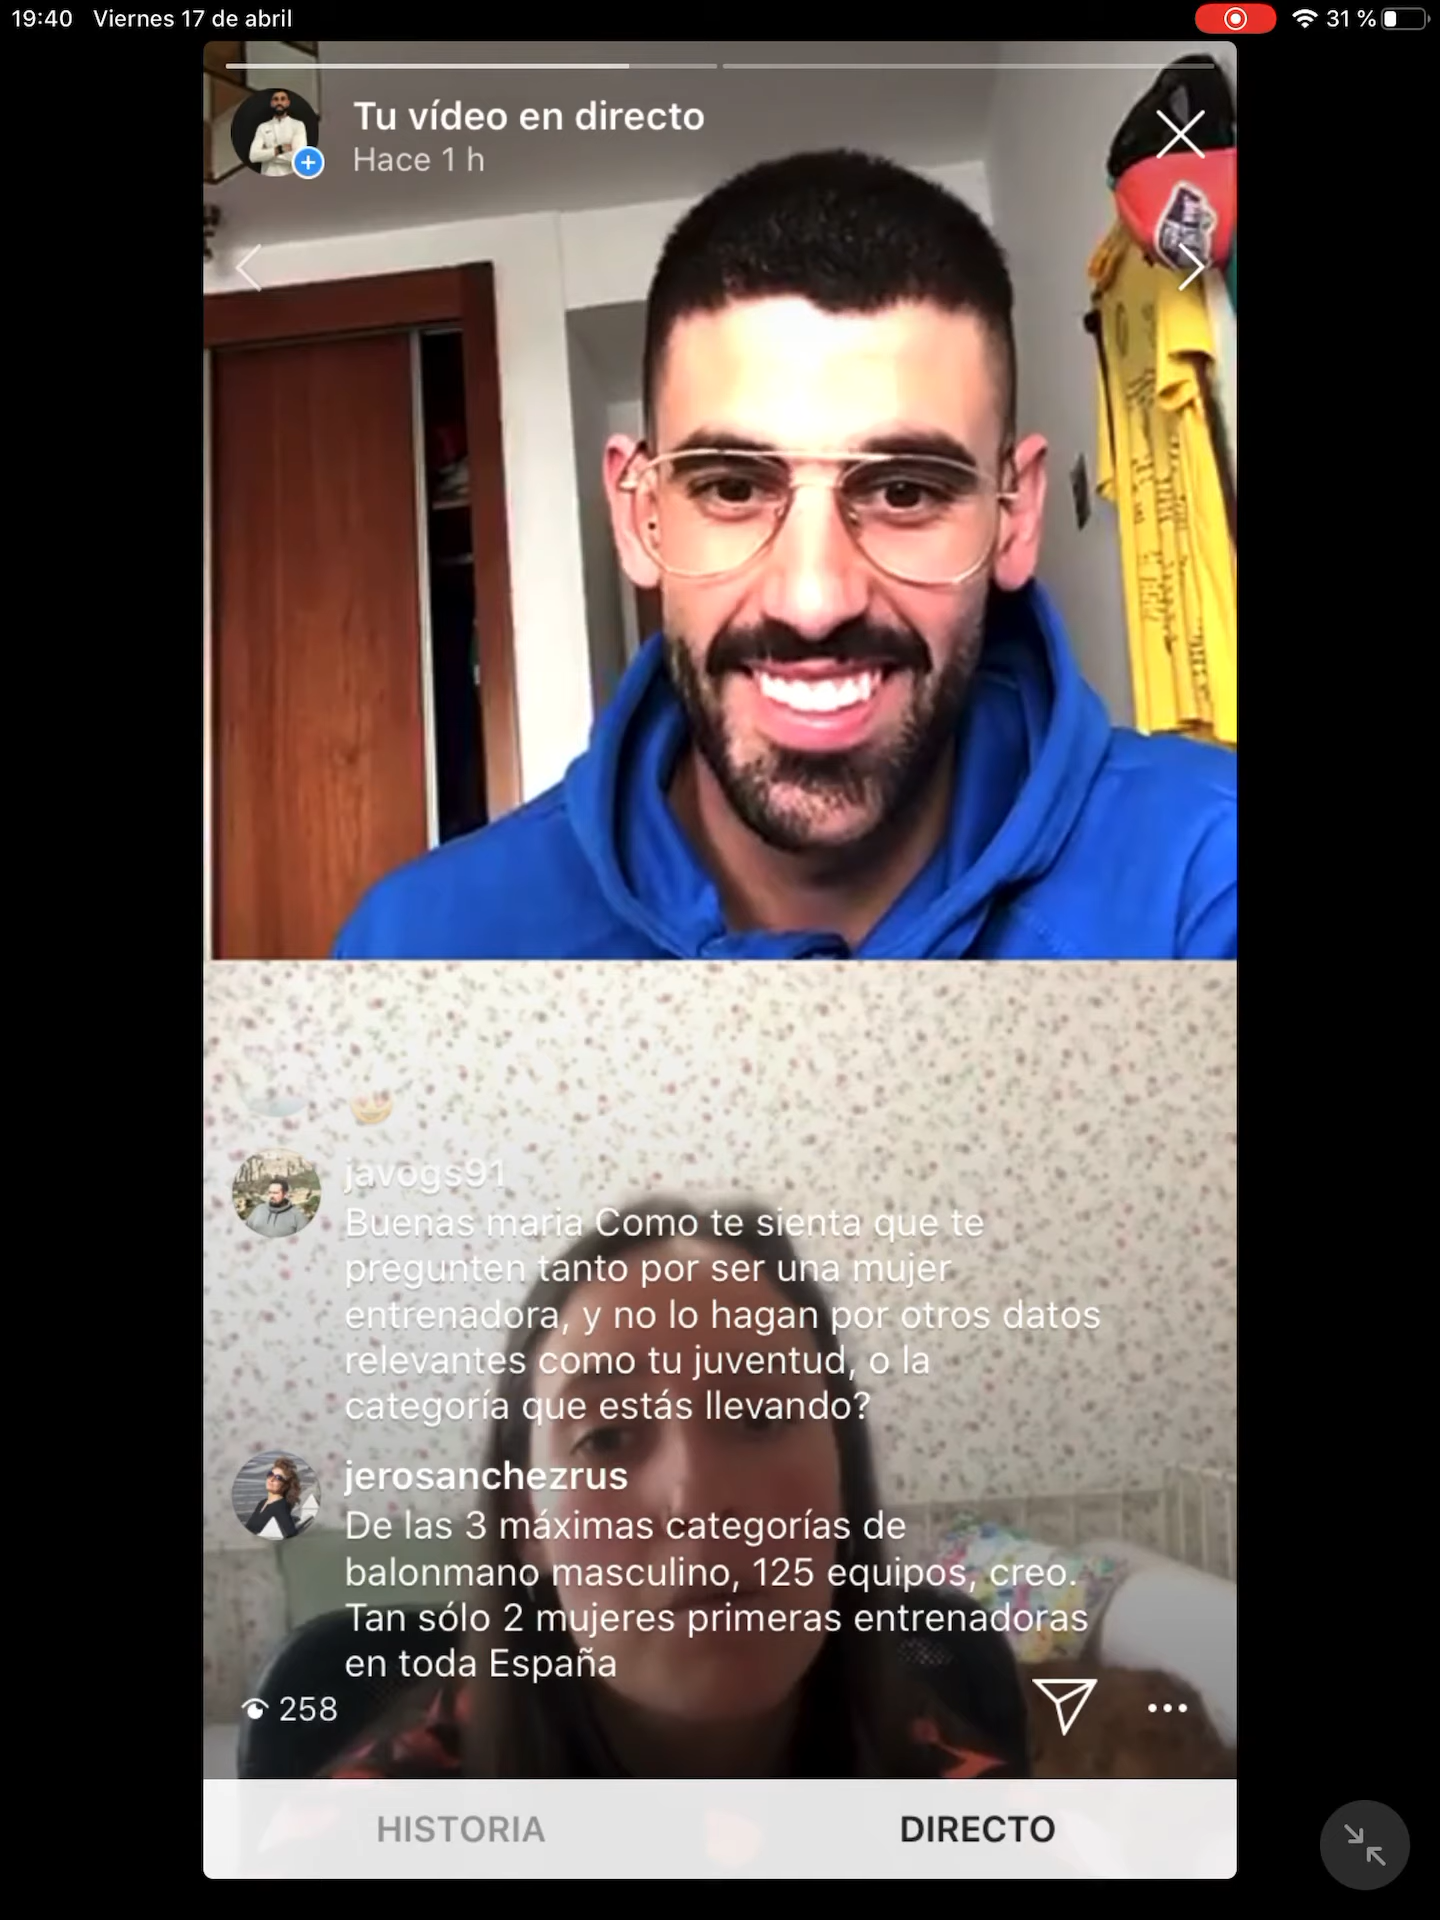 19:40 Viernes 17 de abril
31 %
Tu vídeo en directo
Hace 1 h
javogs91
Buenas maria Como te sienta que te
pregunten tanto por ser una mujer
entrenadora, y no lo hagan por otros datos
relevantes como tu juventud, o la
categoría que estás llevando?
jerosanchezrus
De las 3 máximas categorías de
balonmano masculino, 125 equipos, creo.
Tan sólo 2 mujeres primeras entrenadoras
en toda España
258
HISTORIA
DIRECTO